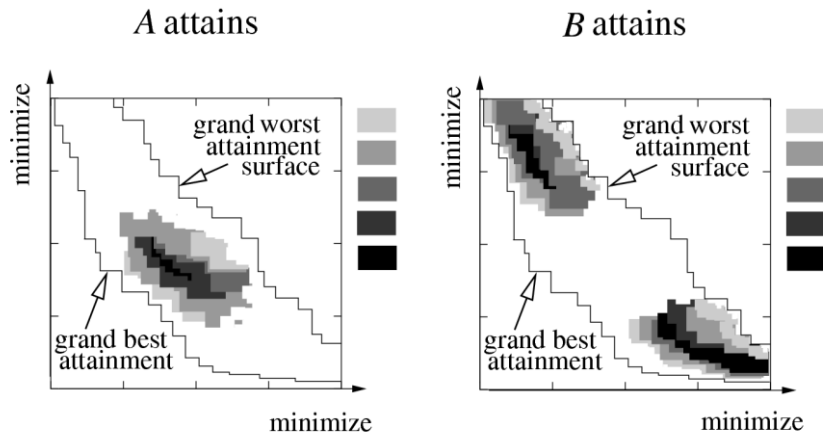 A attains
B attains
minimize
grand worst
attainment
surface
grand best
attainment
minimize
minimize
grand worst
attainment
surface
grand best
attainment
minimize